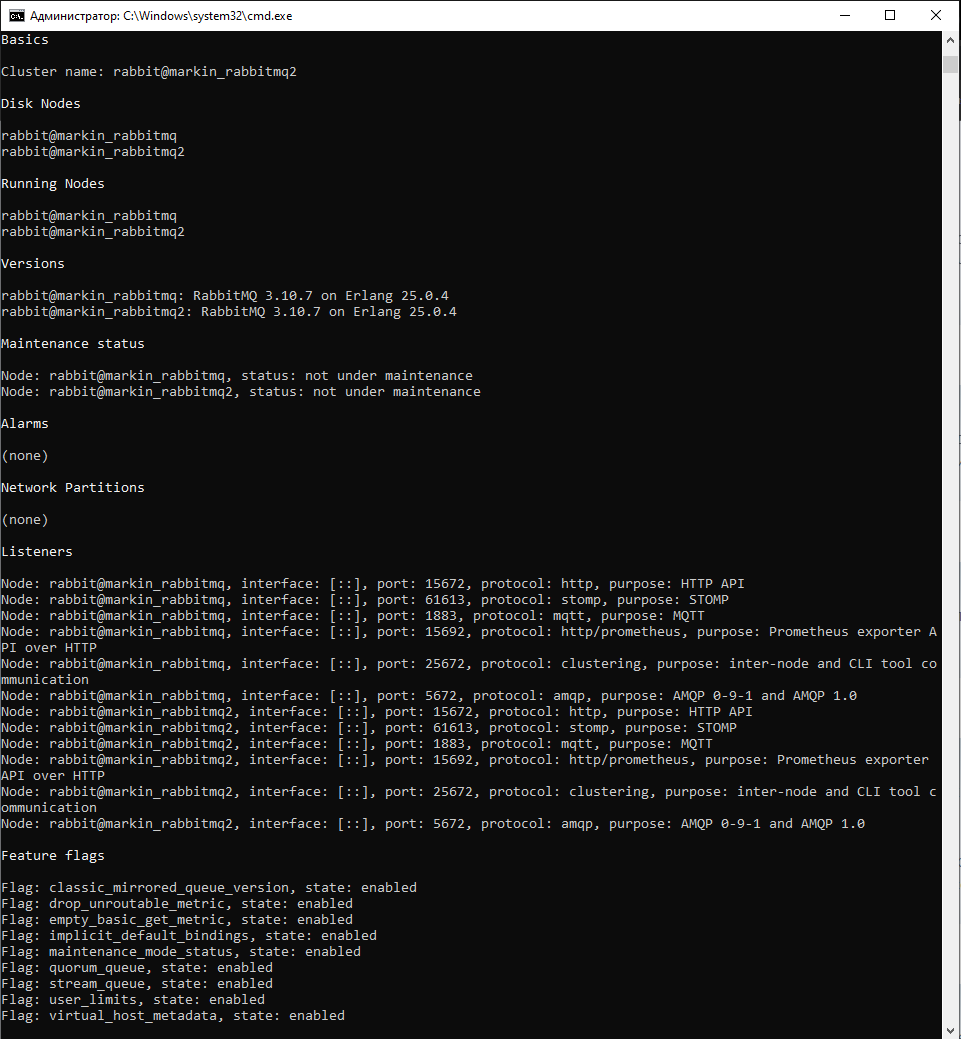 Администратор: C:\Windows\system32\cmd.exe
Basics
Cluster name: rabbit@markin_rabbitmq2
Disk Nodes
rabbit@markin_rabbitmq
rabbit@markin_rabbitmq2
Running Nodes
rabbit@markin_rabbitmq
rabbit@markin_rabbitmq2
Versions
rabbit@markin_rabbitmq: RabbitMQ 3.10.7 on Erlang 25.0.4
rabbit@markin_rabbitmq2: RabbitMQ 3.10.7 on Erlang 25.0.4
Maintenance status
Node: rabbit@markin_rabbitmq, status: not under maintenance
Node: rabbit@markin_rabbitmq2, status: not under maintenance
Alarms
(none)
Network Partitions
(none)
Listeners
Node: rabbit@markin_rabbitmq, interface: [::], port: 15672, protocol: http, purpose: HTTP API
Node: rabbit@markin_rabbitmq, interface: [::], port: 61613, protocol: stomp, purpose: STOMP
Node: rabbit@markin_rabbitmq, interface: [::], port: 1883, protocol: mqtt, purpose: MQTT
Node: rabbit@markin_rabbitmq, interface: [::], port: 15692, protocol: http/prometheus, purpose: Prometheus exporter A
PI over HTTP
Node: rabbit@markin_rabbitmq, interface: [::], port: 25672, protocol: clustering, purpose: inter-node and CLI tool co
mmunication
Node: rabbit@markin_rabbitmq, interface: [::], port: 5672, protocol: amqp, purpose: AMQP 0-9-1 and AMQP 1.0
Node: rabbit@markin_rabbitmq2, interface: [::], port: 15672, protocol: http, purpose: HTTP API
Node: rabbit@markin_rabbitmq2, interface: [::], port: 61613, protocol: stomp, purpose: STOMP
Node: rabbit@markin_rabbitmq2, interface: [::], port: 1883, protocol: mqtt, purpose: MQTT
Node: rabbit@markin_rabbitmq2, interface: [::], port: 15692, protocol: http/prometheus, purpose: Prometheus exporter
API over HTTP
Node: rabbit@markin_rabbitmq2, interface: [::], port: 25672, protocol: clustering, purpose: inter-node and CLI tool c
ommunication
Node: rabbit@markin_rabbitmq2, interface: [::], port: 5672, protocol: amqp, purpose: AMQP 0-9-1 and AMQP 1.0
Feature flags
Flag: classic_mirrored_queue_version, state: enabled
Flag: drop_unroutable_metric, state: enabled
Flag: empty_basic_get_metric, state: enabled
Flag: implicit_default_bindings, state: enabled
Flag: maintenance_mode_status, state: enabled
Flag: quorum_queue, state: enabled
Flag: stream_queue, state: enabled
Flag: user_limits, state: enabled
Flag: virtual_host_metadata, state: enabled